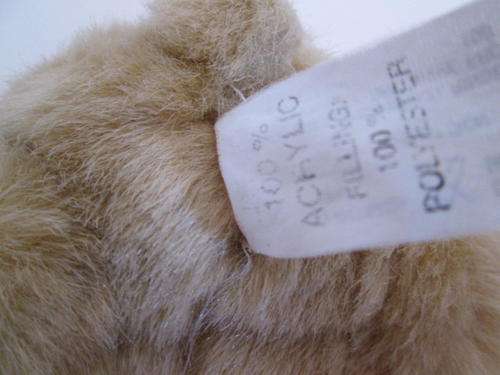 100%
ACRYLIC
FILLING:
100%
POLYESTER